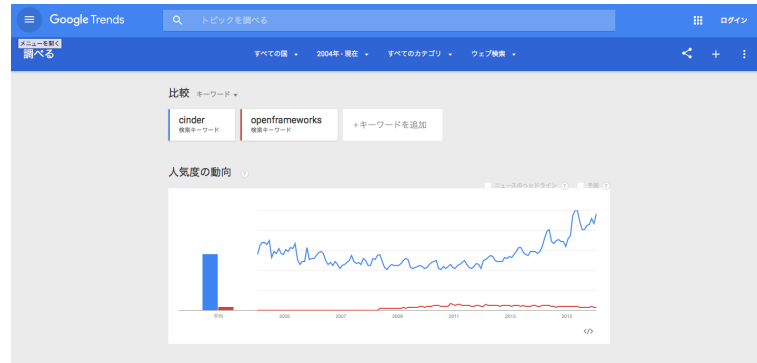 Google Trends
トピックを調べる
ログイン
メニューを開く
調べる
すべての国
2004年 - 現在
すべてのカテゴリ
ウェブ検索
比較 キーワード
cinder
検索キーワード
openframeworks
検索キーワード
+キーワードを追加
人気度の動向 ?
ニュースのヘッドライン ?
予測 ?
平均
2005
2007
2009
2011
2013
2015
</>